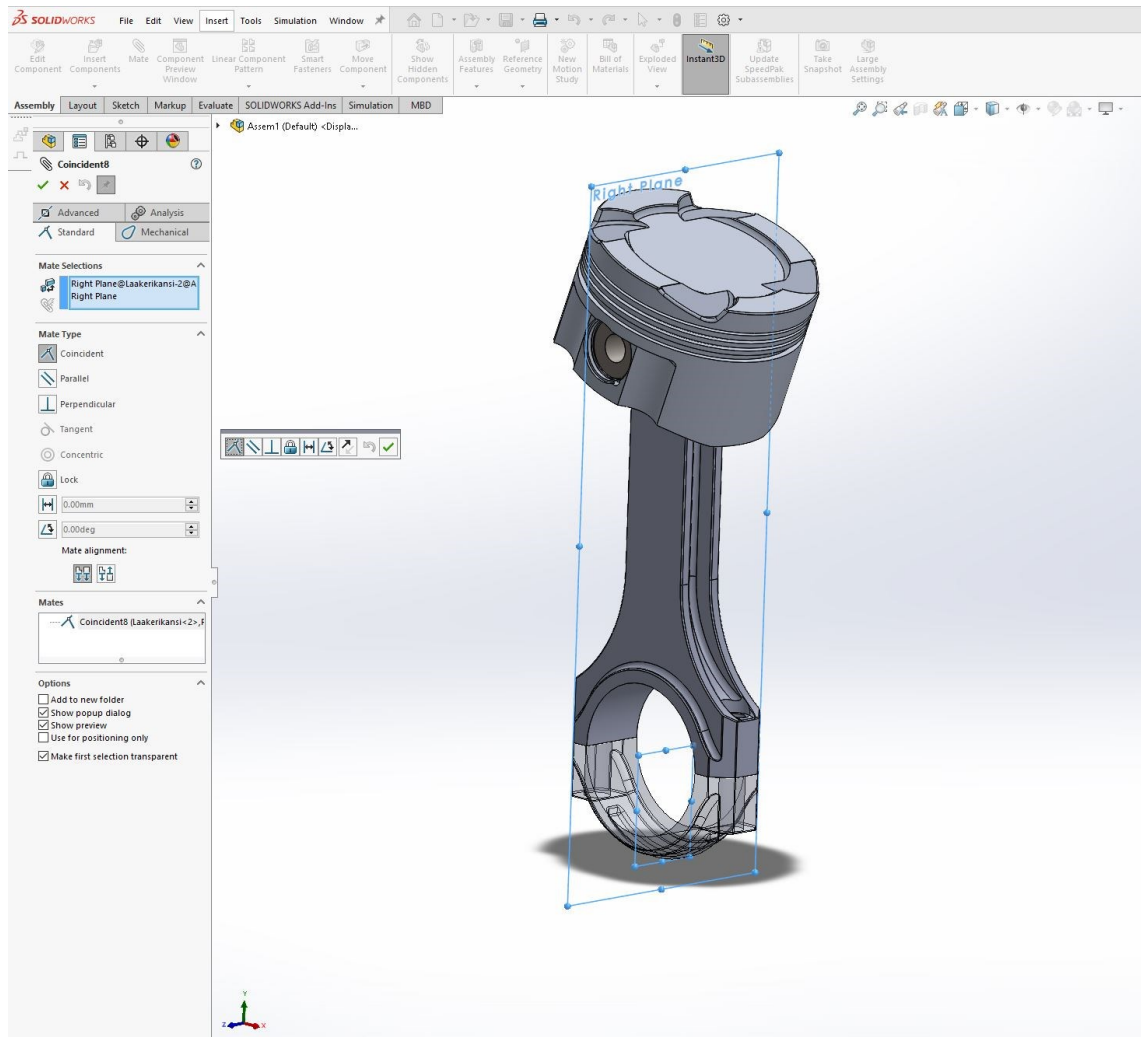 SOLIDWORKS File Edit View Insert Tools Simulation Window
Edit Component
Insert Components
Mate
Component Preview Window
Linear Component Pattern
Smart Fasteners
Move Component
Show Hidden Components
Assembly Features
Reference Geometry
New Motion Study
Bill of Materials
Exploded View
Instant3D
Update SpeedPak Subassemblies
Take Snapshot
Large Assembly Settings
Assembly Layout Sketch Markup Evaluate SOLIDWORKS Add-Ins Simulation MBD
Assem1 (Default) <Displa...
Coincident8
Advanced Analysis
Standard Mechanical
Mate Selections
Right Plane@Laakerikansi-2@A
Right Plane
Mate Type
Coincident
Parallel
Perpendicular
Tangent
Concentric
Lock
0.00mm
0.00deg
Mate alignment:
Mates
Coincident8 (Laakerikansi<2>,F
Options
Add to new folder
Show popup dialog
Show preview
Use for positioning only
Make first selection transparent
Right Plane
Y
Z X